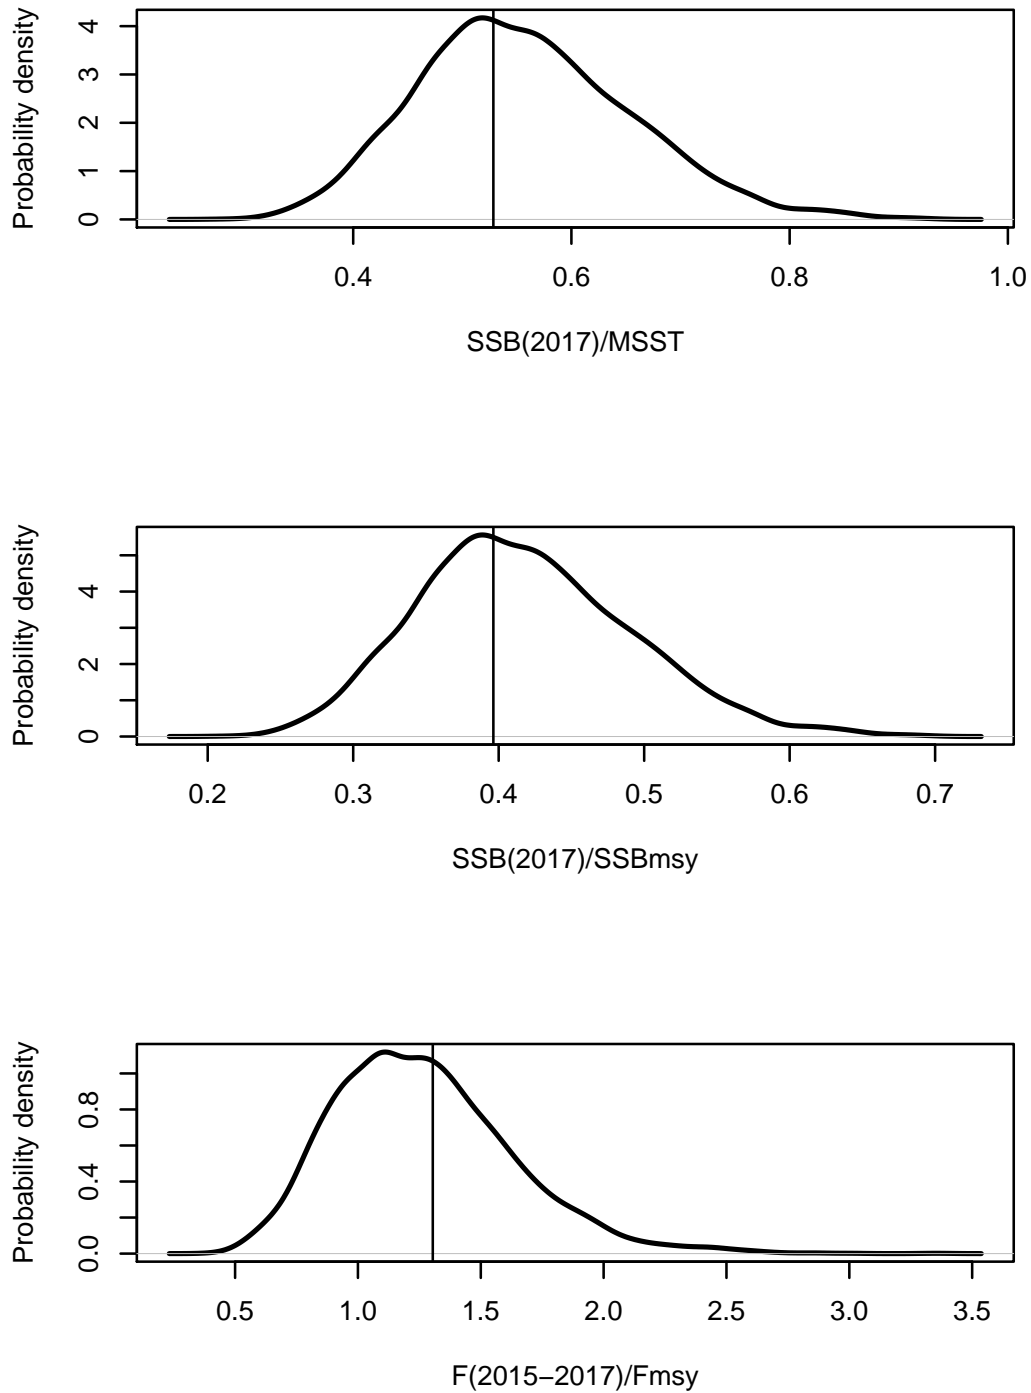 Probability density
4
3
2
1
0
0.4 0.6 0.8 1.0
SSB(2017)/MSST
Probability density
4
2
0
0.2 0.3 0.4 0.5 0.6 0.7
SSB(2017)/SSBmsy
Probability density
0.8
0.4
0.0
0.5 1.0 1.5 2.0 2.5 3.0 3.5
F(2015−2017)/Fmsy